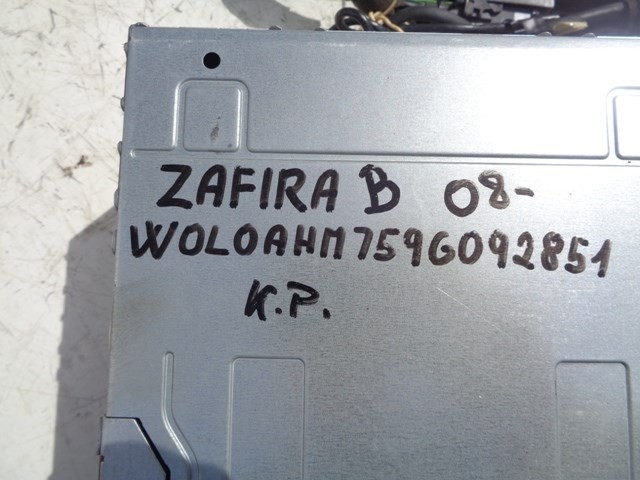 ZAFIRA B 08-
WOLOAHM759G092851
K.P.